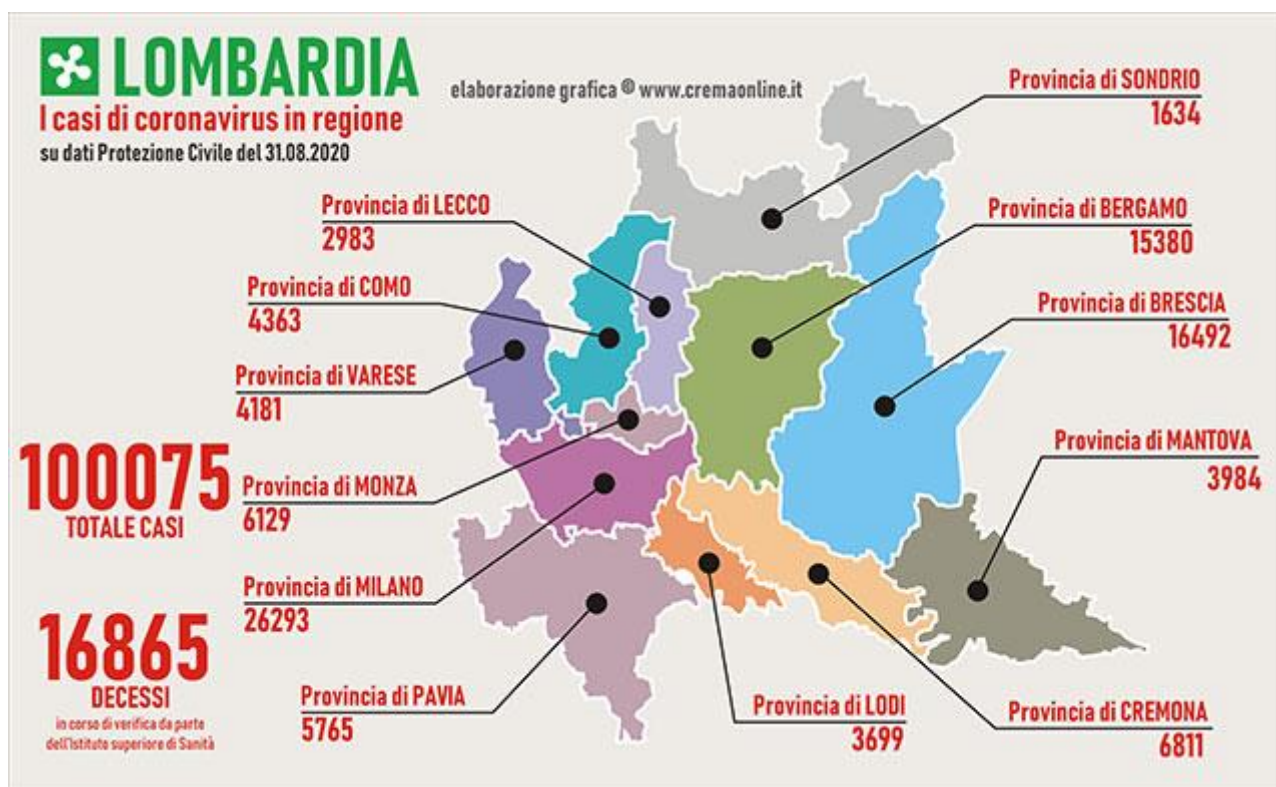 LOMBARDIA
I casi di coronavirus in regione
su dati Protezione Civile del 31.08.2020
elaborazione grafica © www.cremaonline.it
Provincia di SONDRIO
1634
Provincia di LECCO
2983
Provincia di BERGAMO
15380
Provincia di COMO
4363
Provincia di BRESCIA
16492
Provincia di VARESE
4181
Provincia di MANTOVA
3984
100075
TOTALE CASI
Provincia di MONZA
6129
Provincia di MILANO
26293
16865
DECESSI
in corso di verifica da parte
dell'Istituto superiore di Sanità
Provincia di PAVIA
5765
Provincia di LODI
3699
Provincia di CREMONA
6811